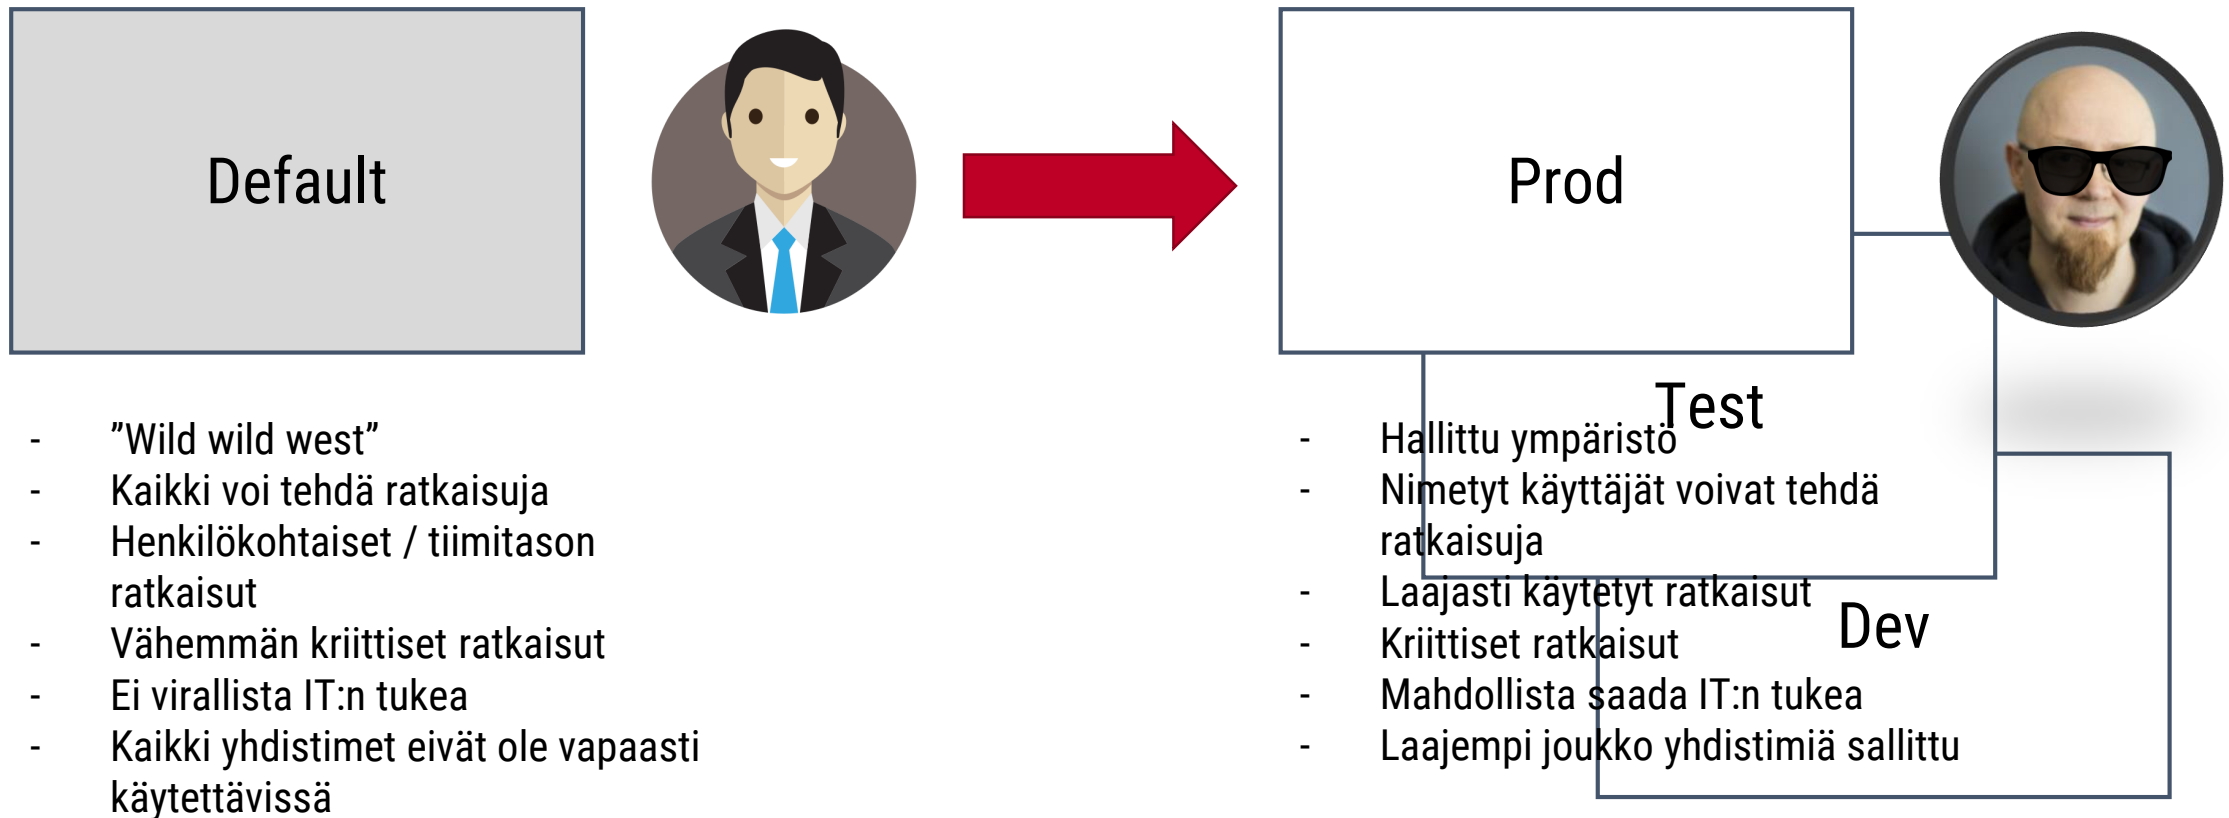 Default
- ”Wild wild west”
- Kaikki voi tehdä ratkaisuja
- Henkilökohtaiset / tiimitason
ratkaisut
- Vähemmän kriittiset ratkaisut
- Ei virallista IT:n tukea
- Kaikki yhdistimet eivät ole vapaasti
käytettävissä
Prod
Test
Dev
- Hallittu ympäristö
- Nimetyt käyttäjät voivat tehdä
ratkaisuja
- Laajasti käytetyt ratkaisut
- Kriittiset ratkaisut
- Mahdollista saada IT:n tukea
- Laajempi joukko yhdistimiä sallittu